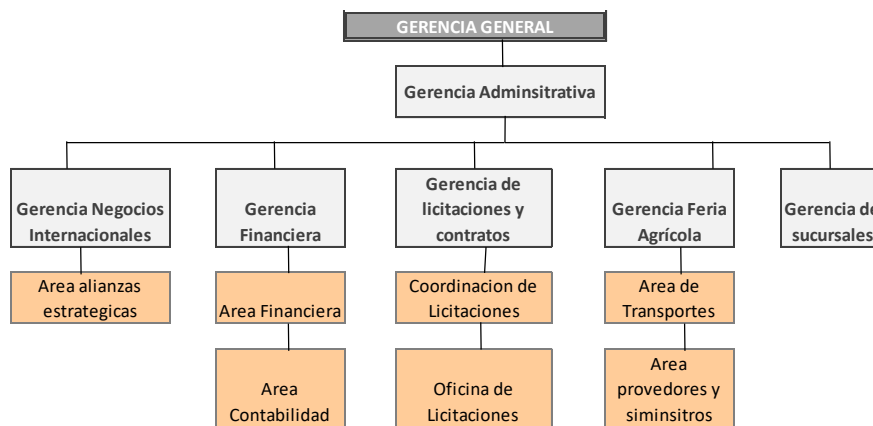 GERENCIA GENERAL
Gerencia Adminsitrativa
Gerencia Negocios
Internacionales
Gerencia
Financiera
Gerencia de
licitaciones y
contratos
Gerencia Feria
Agrícola
Gerencia de
sucursales
Area alianzas
estrategicas
Area Financiera
Coordinacion de
Licitaciones
Area de
Transportes
Area
Contabilidad
Oficina de
Licitaciones
Area
provedores y
siminsitros